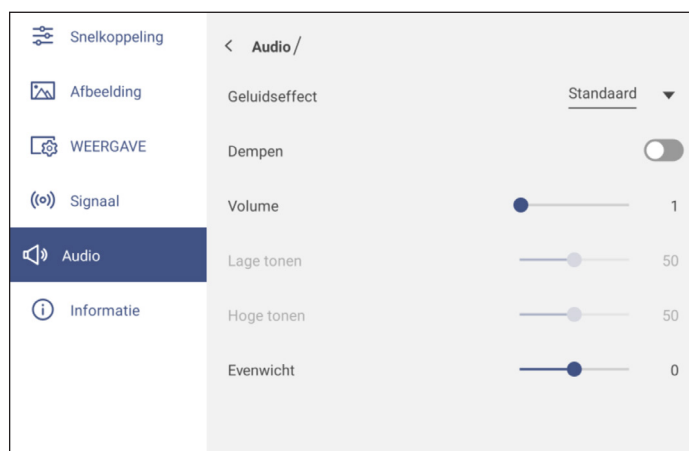 Snelkoppeling
Afbeelding
WEERGAVE
Signaal
Audio
Informatie
< Audio/
Geluidseffect Standaard
Dempen
Volume 1
Lage tonen 50
Hoge tonen 50
Evenwicht 0